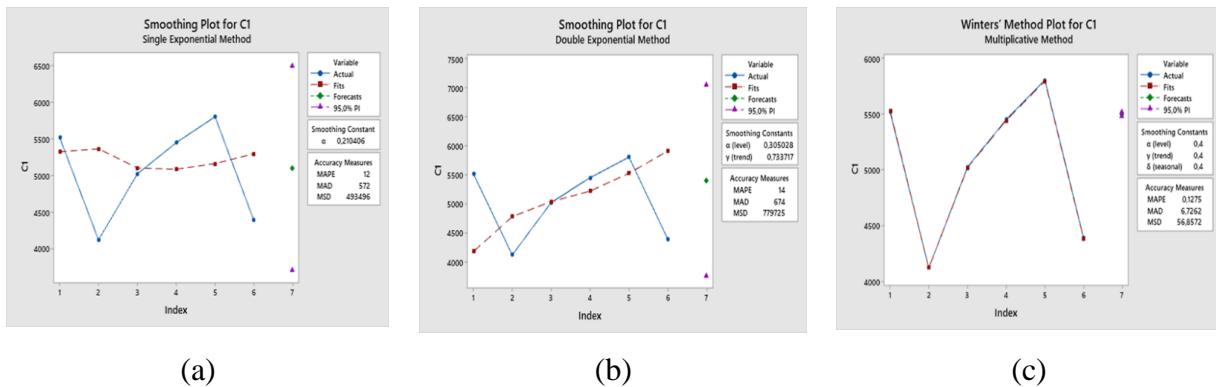 Smoothing Plot for C1
Single Exponential Method
C1
6500
6000
5500
5000
4500
4000
1 2 3 4 5 6 7
Index
Variable
Actual
Fits
Forecasts
95,0% PI
Smoothing Constant
α 0,210406
Accuracy Measures
MAPE 12
MAD 572
MSD 493496
(a)
Smoothing Plot for C1
Double Exponential Method
C1
7500
7000
6500
6000
5500
5000
4500
4000
1 2 3 4 5 6 7
Index
Variable
Actual
Fits
Forecasts
95,0% PI
Smoothing Constants
α (level) 0,305028
γ (trend) 0,733717
Accuracy Measures
MAPE 14
MAD 674
MSD 779725
(b)
Winters' Method Plot for C1
Multiplicative Method
C1
6000
5500
5000
4500
4000
1 2 3 4 5 6 7
Index
Variable
Actual
Fits
Forecasts
95,0% PI
Smoothing Constants
α (level) 0,4
γ (trend) 0,4
δ (seasonal) 0,4
Accuracy Measures
MAPE 0,1275
MAD 6,7262
MSD 56,8572
(c)